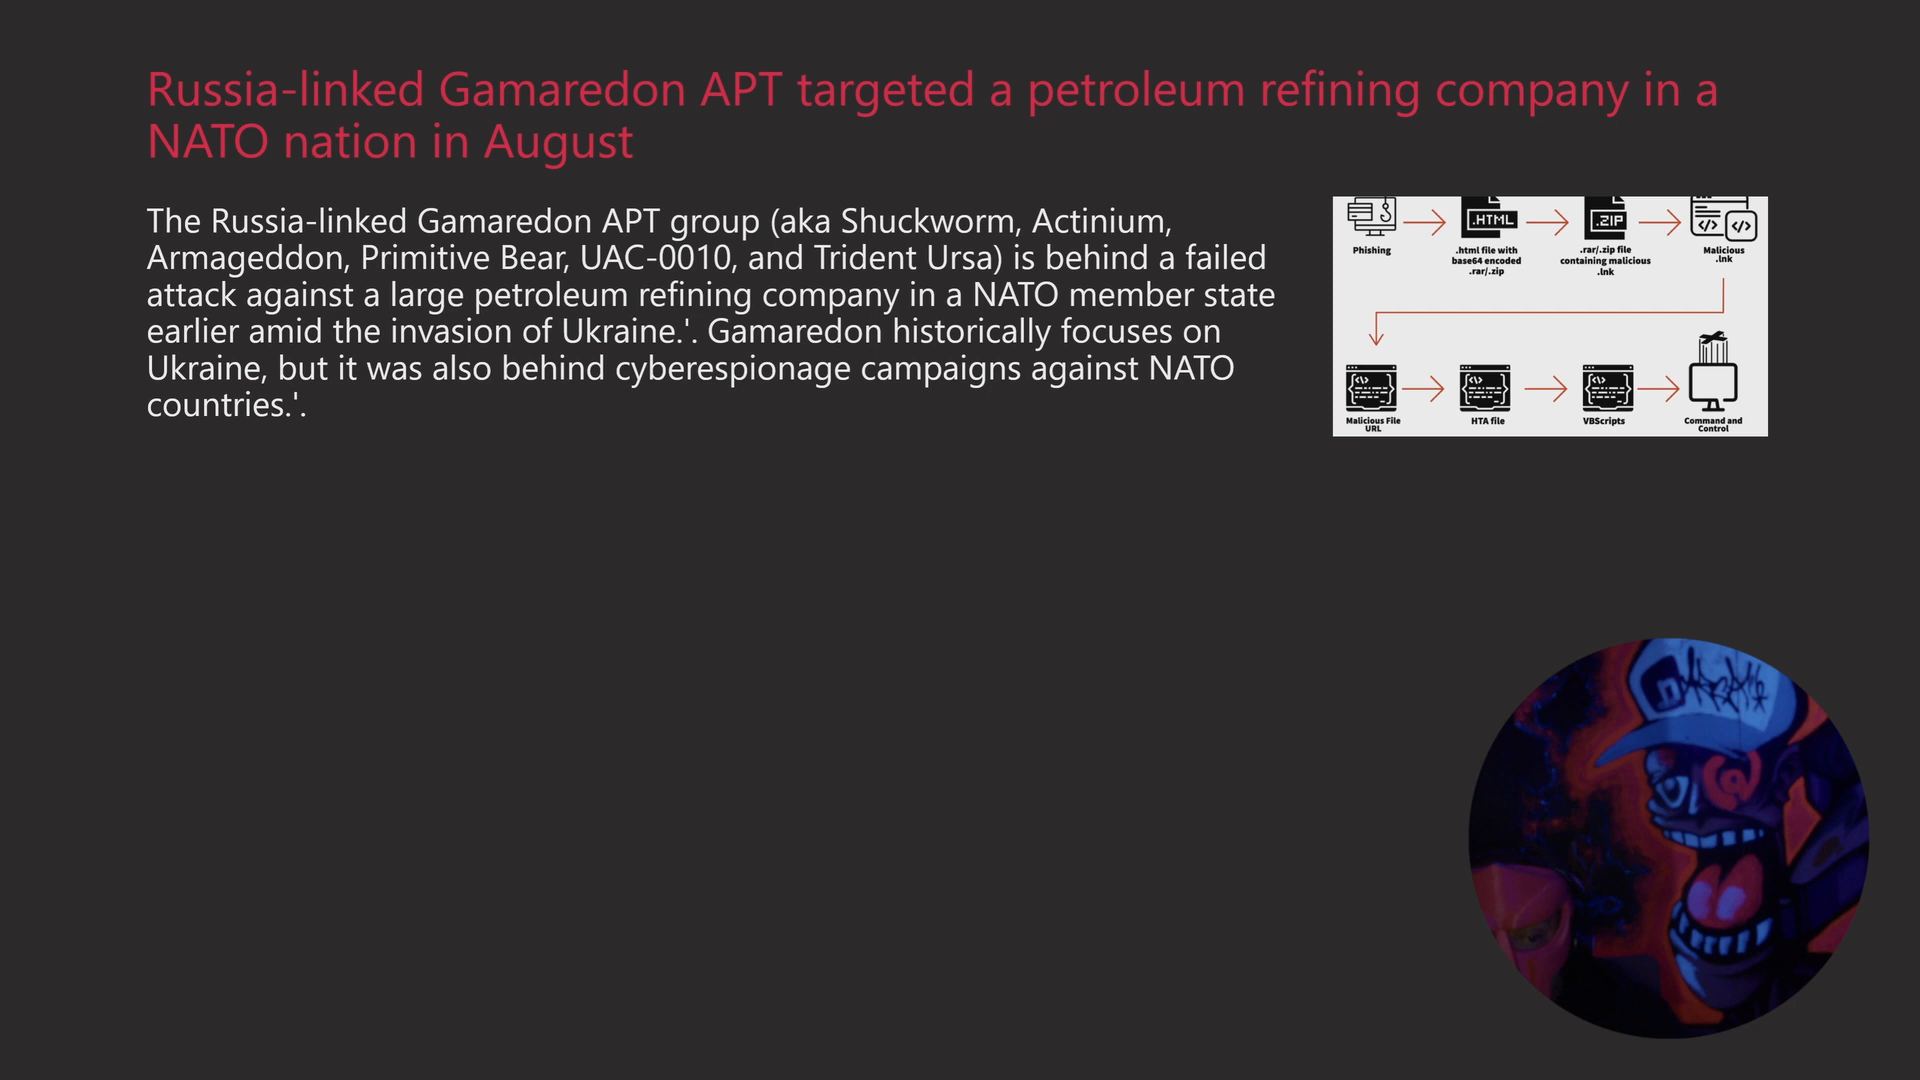 Russia-linked Gamaredon APT targeted a petroleum refining company in a
NATO nation in August
The Russia-linked Gamaredon APT group (aka Shuckworm, Actinium,
Armageddon, Primitive Bear, UAC-0010, and Trident Ursa) is behind a failed
attack against a large petroleum refining company in a NATO member state
earlier amid the invasion of Ukraine.'. Gamaredon historically focuses on
Ukraine, but it was also behind cyberespionage campaigns against NATO
countries.'.
.HTML
.ZIP
Phishing
.html file with
base64 encoded
.rar/.zip
.rar/.zip file
containing malicious
.lnk
Malicious
.lnk
Malicious File
URL
HTA file
VBScripts
Command and
Control